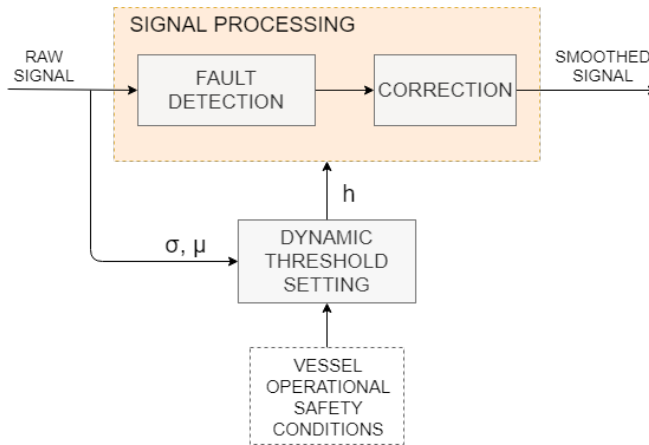 SIGNAL PROCESSING
RAW
SIGNAL
FAULT
DETECTION
CORRECTION
SMOOTHED
SIGNAL
h
σ, μ
DYNAMIC
THRESHOLD
SETTING
VESSEL
OPERATIONAL
SAFETY
CONDITIONS